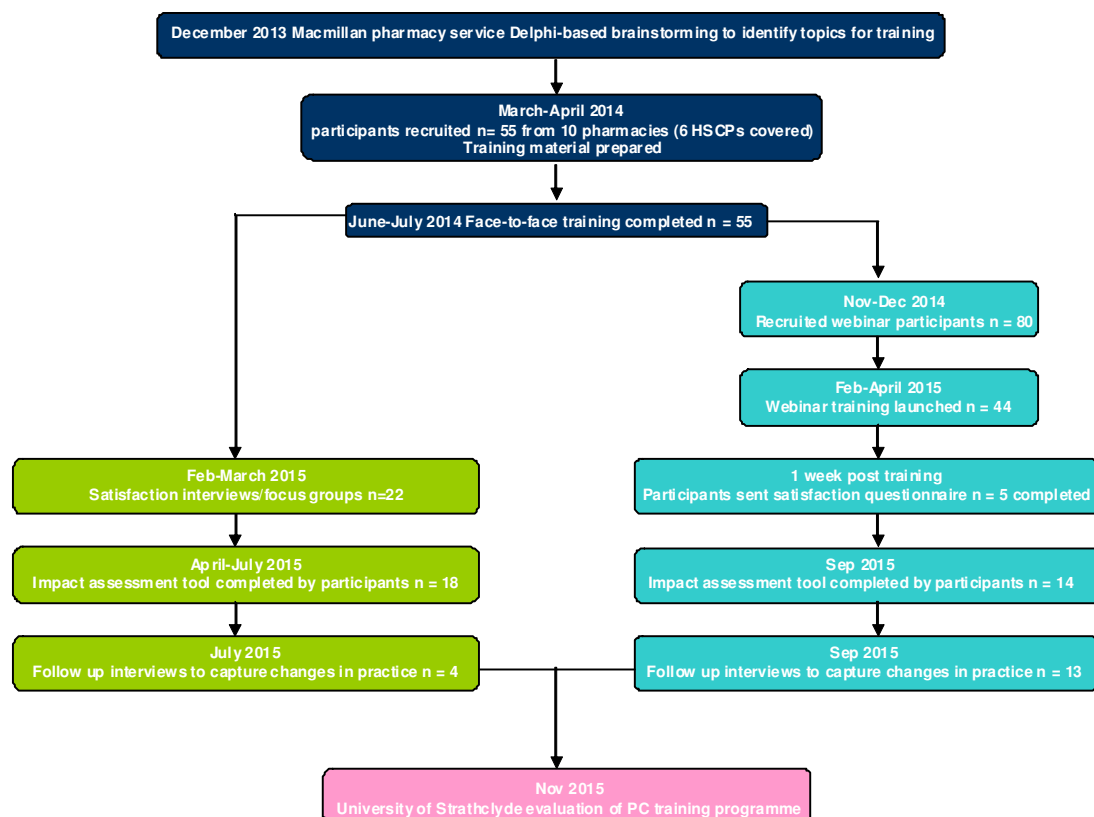 December 2013 Macmillan pharmacy service Delphi-based brainstorming to identify topics for training
March-April 2014
participants recruited n= 55 from 10 pharmacies (6 HSCPs covered)
Training material prepared
June-July 2014 Face-to-face training completed n = 55
Nov-Dec 2014
Recruited webinar participants n = 80
Feb-April 2015
Webinar training launched n = 44
Feb-March 2015
Satisfaction interviews/focus groups n=22
1 week post training
Participants sent satisfaction questionnaire n = 5 completed
April-July 2015
Impact assessment tool completed by participants n = 18
Sep 2015
Impact assessment tool completed by participants n = 14
July 2015
Follow up interviews to capture changes in practice n = 4
Sep 2015
Follow up interviews to capture changes in practice n = 13
Nov 2015
University of Strathclyde evaluation of PC training programme